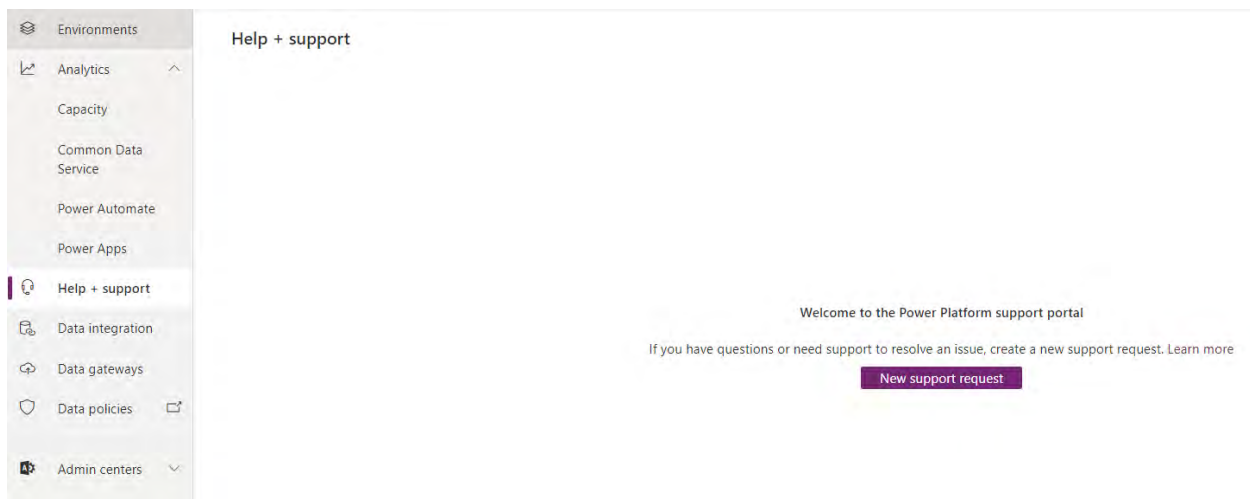 Environments
Analytics
Capacity
Common Data
Service
Power Automate
Power Apps
Help + support
Data integration
Data gateways
Data policies
Admin centers
Help + support
Welcome to the Power Platform support portal
If you have questions or need support to resolve an issue, create a new support request. Learn more
New support request